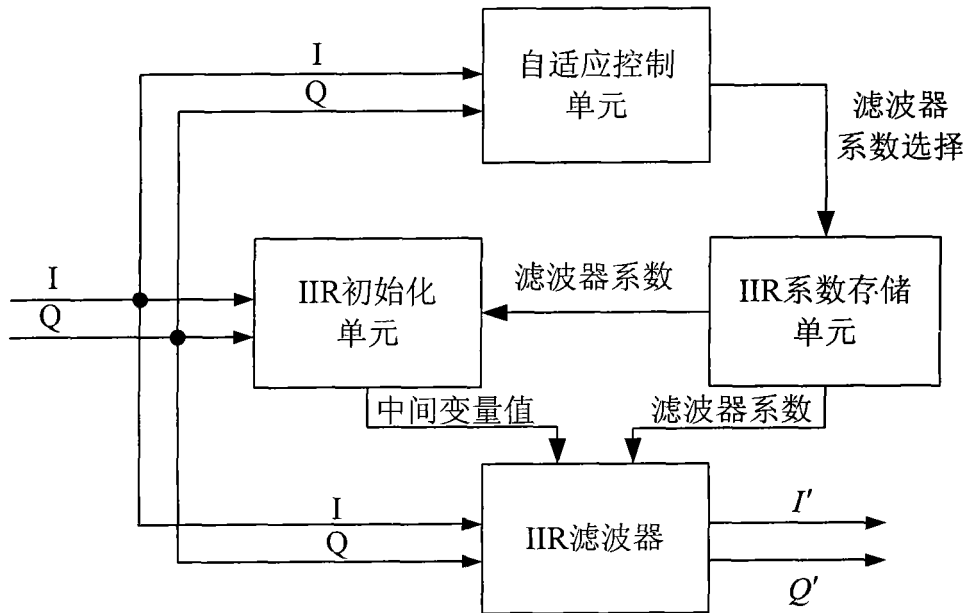 I
Q
自适应控制
单元
滤波器
系数选择
I
Q
IIR初始化
单元
滤波器系数
IIR系数存储
单元
中间变量值
滤波器系数
I
Q
IIR滤波器
I'
Q'